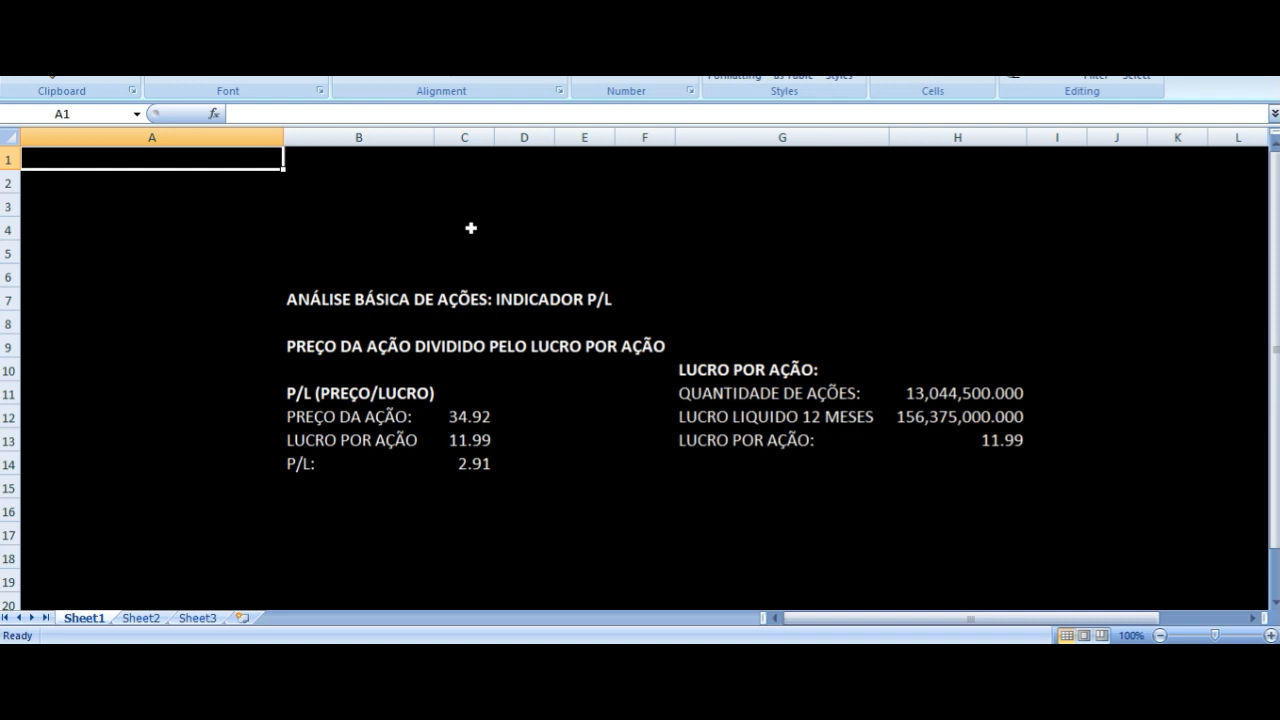 Clipboard Font Alignment Number Styles Cells Editing
A1 fx
A B C D E F G H I J K L
1
2
3
4
5
6
7 ANÁLISE BÁSICA DE AÇÕES: INDICADOR P/L
8
9 PREÇO DA AÇÃO DIVIDIDO PELO LUCRO POR AÇÃO
10 LUCRO POR AÇÃO:
11 P/L (PREÇO/LUCRO) QUANTIDADE DE AÇÕES: 13,044,500.000
12 PREÇO DA AÇÃO: 34.92 LUCRO LIQUIDO 12 MESES 156,375,000.000
13 LUCRO POR AÇÃO 11.99 LUCRO POR AÇÃO: 11.99
14 P/L: 2.91
15
16
17
18
19
20
Sheet1 Sheet2 Sheet3
Ready 100%